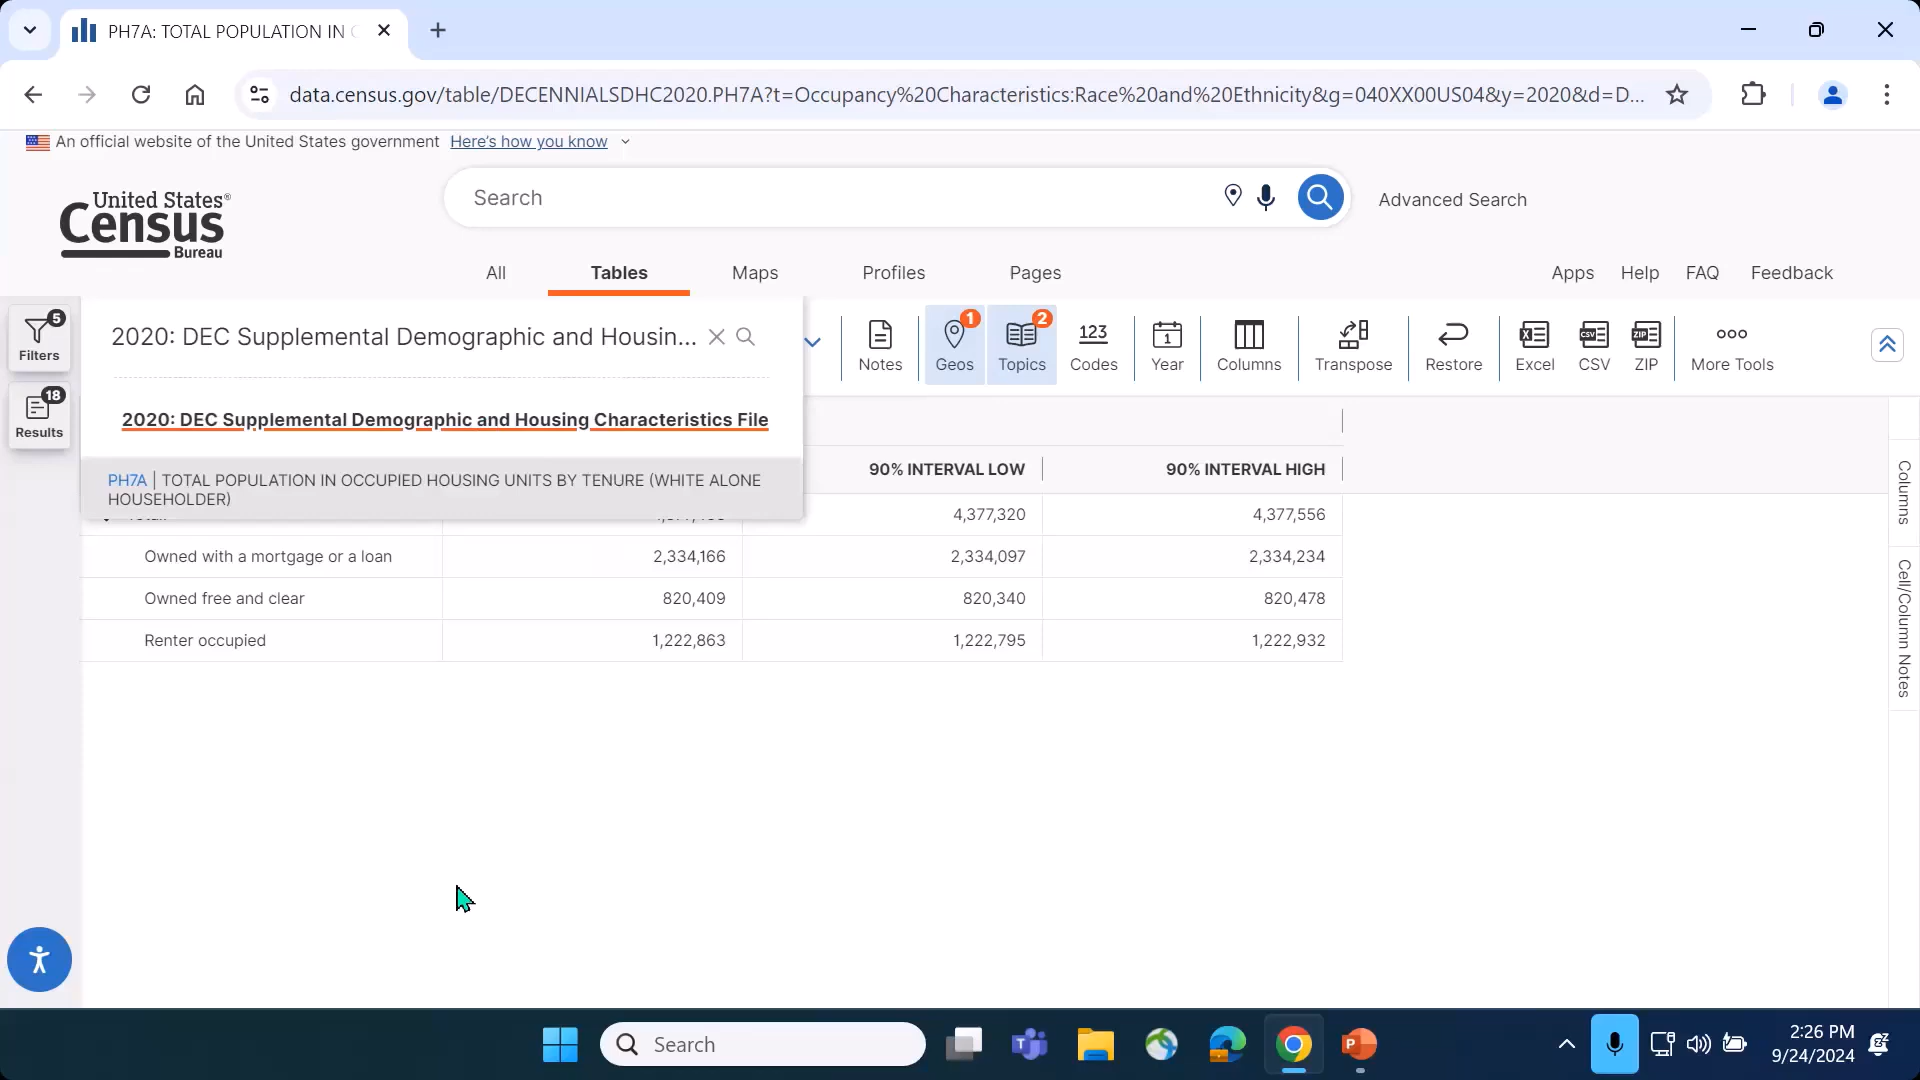 PH7A: TOTAL POPULATION IN
data.census.gov/table/DECENNIALSDHC2020.PH7A?t=Occupancy%20Characteristics:Race%20and%20Ethnicity&g=040XX00US04&y=2020&d=D...
An official website of the United States government Here's how you know
United States®
Census
Bureau
Search
Advanced Search
All Tables Maps Profiles Pages
Apps Help FAQ Feedback
5
Filters
18
Results
2020: DEC Supplemental Demographic and Housin...
2020: DEC Supplemental Demographic and Housing Characteristics File
PH7A | TOTAL POPULATION IN OCCUPIED HOUSING UNITS BY TENURE (WHITE ALONE
HOUSEHOLDER)
1 2 123 1
Notes Geos Topics Codes Year Columns Transpose Restore Excel CSV ZIP More Tools
90% INTERVAL LOW 90% INTERVAL HIGH
4,377,320 4,377,556
Owned with a mortgage or a loan 2,334,166 2,334,097 2,334,234
Owned free and clear 820,409 820,340 820,478
Renter occupied 1,222,863 1,222,795 1,222,932
Columns
Cell/Column Notes
Search
2:26 PM
9/24/2024